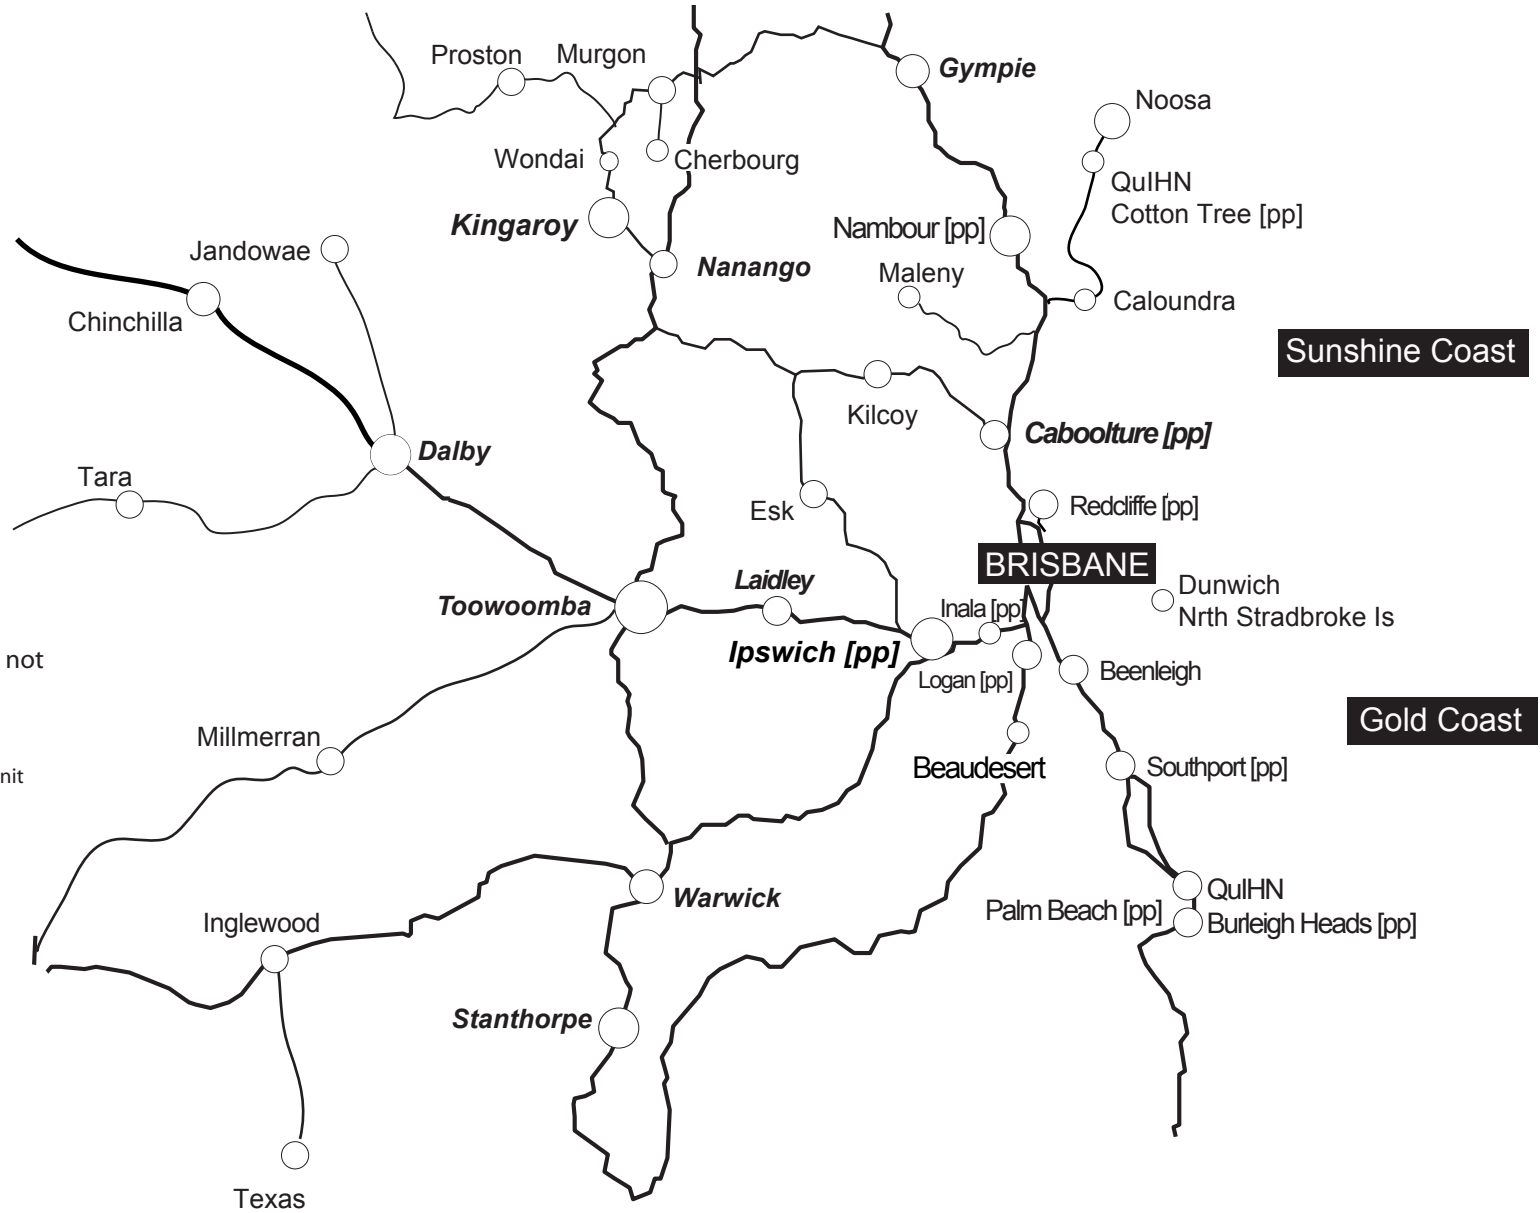 Proston
Murgon
Gympie
Noosa
Wondai
Cherbourg
QuIHN
Cotton Tree [pp]
Kingaroy
Nambour [pp]
Jandowae
Nanango
Maleny
Chinchilla
Caloundra
Sunshine Coast
Kilcoy
Caboolture [pp]
Dalby
Tara
Esk
Redcliffe [pp]
BRISBANE
Laidley
Dunwich
Nrth Stradbroke Is
Toowoomba
Inala [pp]
Ipswich [pp]
not
Logan [pp]
Beenleigh
Gold Coast
Millmerran
Beaudesert
Southport [pp]
nit
Warwick
QuIHN
Palm Beach [pp]
Burleigh Heads [pp]
Inglewood
Stanthorpe
Texas